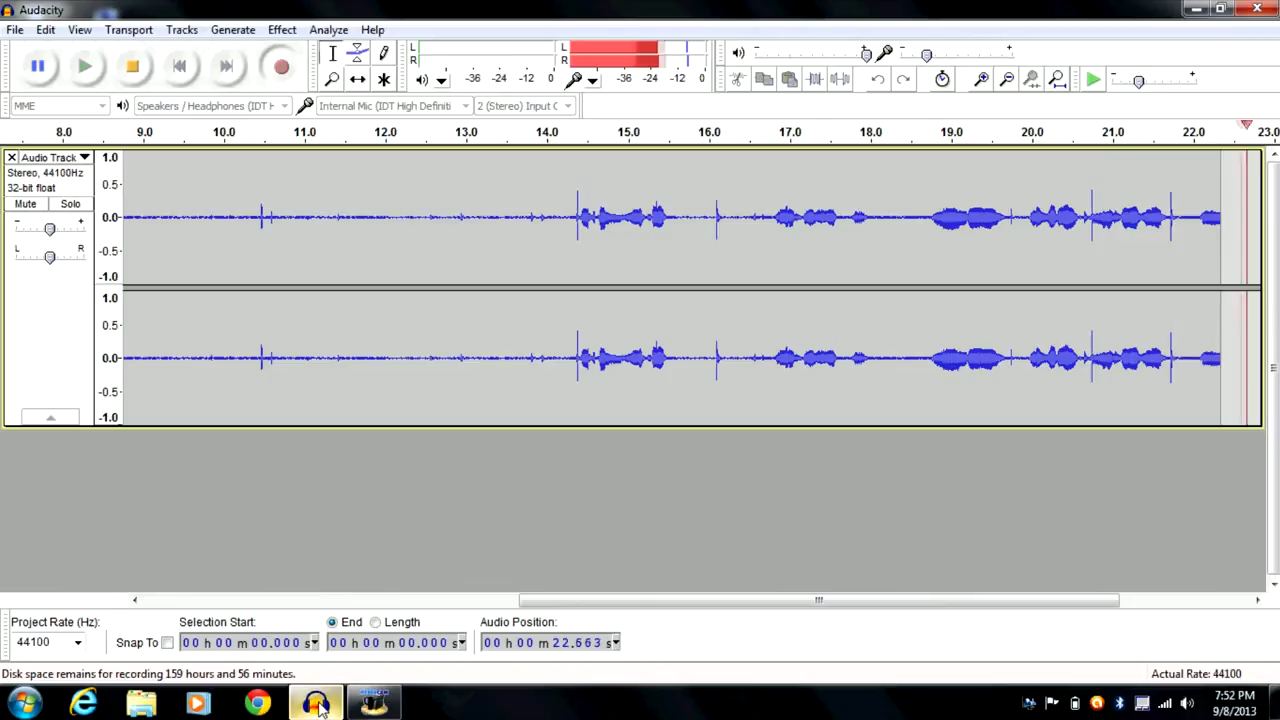 Audacity
File Edit View Transport Tracks Generate Effect Analyze Help
L
R
-36 -24 -12 0
L
R
-36 -24 -12 0
MME Speakers / Headphones (IDT H Internal Mic (IDT High Definiti 2 (Stereo) Input C
8.0 9.0 10.0 11.0 12.0 13.0 14.0 15.0 16.0 17.0 18.0 19.0 20.0 21.0 22.0 23.0
Audio Track
Stereo, 44100Hz
32-bit float
Mute Solo
- +
L R
1.0
0.5
0.0
-0.5
-1.0
1.0
0.5
0.0
-0.5
-1.0
Project Rate (Hz): Selection Start: End Length Audio Position:
44100 Snap To 00 h 00 m 00.000 s 00 h 00 m 00.000 s 00 h 00 m 22.663 s
Disk space remains for recording 159 hours and 56 minutes. Actual Rate: 44100
7:52 PM
9/8/2013